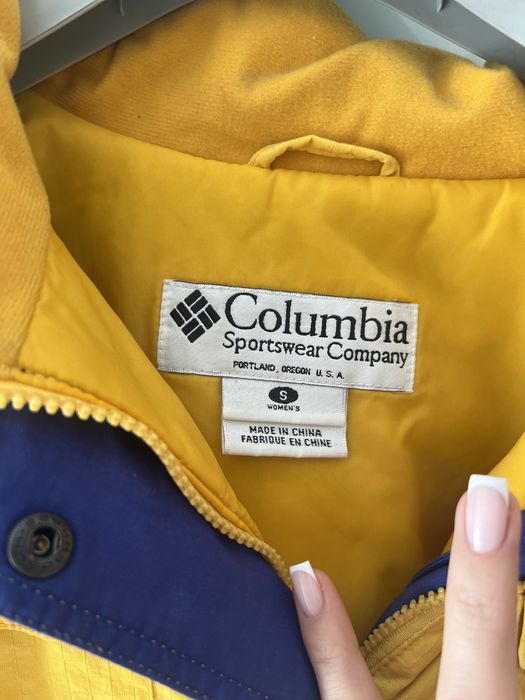 Columbia
Sportswear Company
PORTLAND, OREGON U.S.A.
S
WOMEN'S
MADE IN CHINA
FABRIQUE EN CHINE